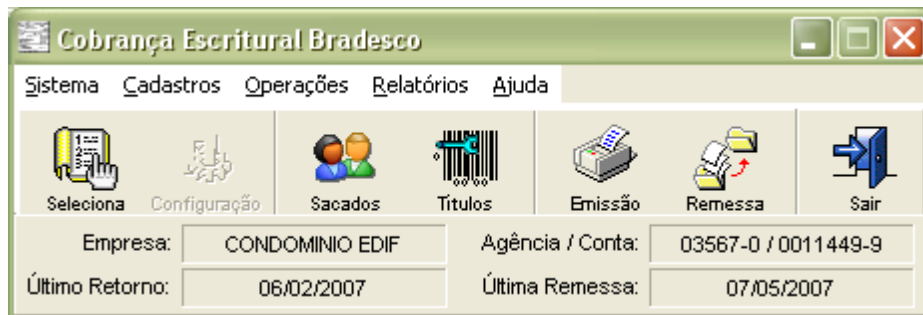 Cobrança Escritural Bradesco
Sistema Cadastros Operações Relatórios Ajuda
Seleciona Configuração Sacados Titulos Emissão Remessa Sair
Empresa: CONDOMINIO EDIF Agência / Conta: 03567-0 / 0011449-9
Último Retorno: 06/02/2007 Última Remessa: 07/05/2007